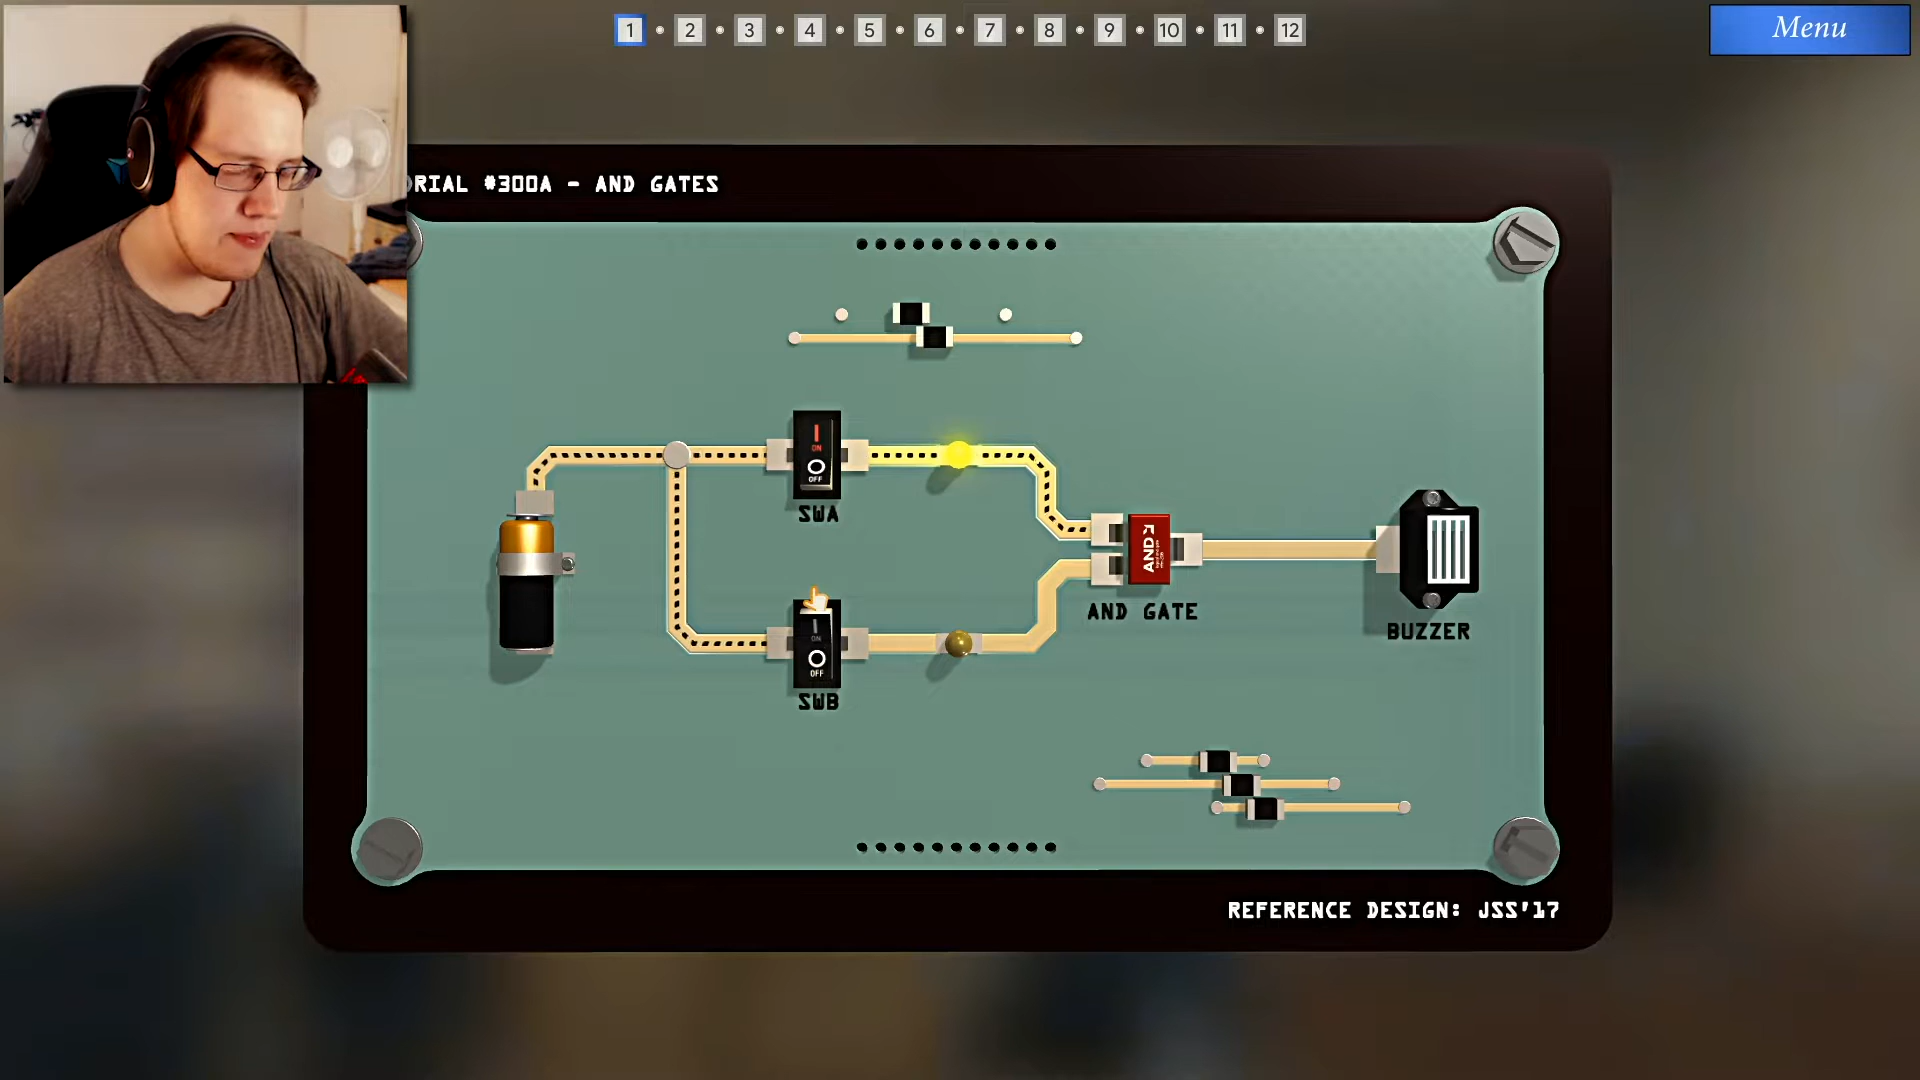 1 2 3 4 5 6 7 8 9 10 11 12
Menu
RIAL #300A - AND GATES
ON
OFF
SWA
ON
OFF
SWB
AND
AND GATE
BUZZER
REFERENCE DESIGN: JSS'17